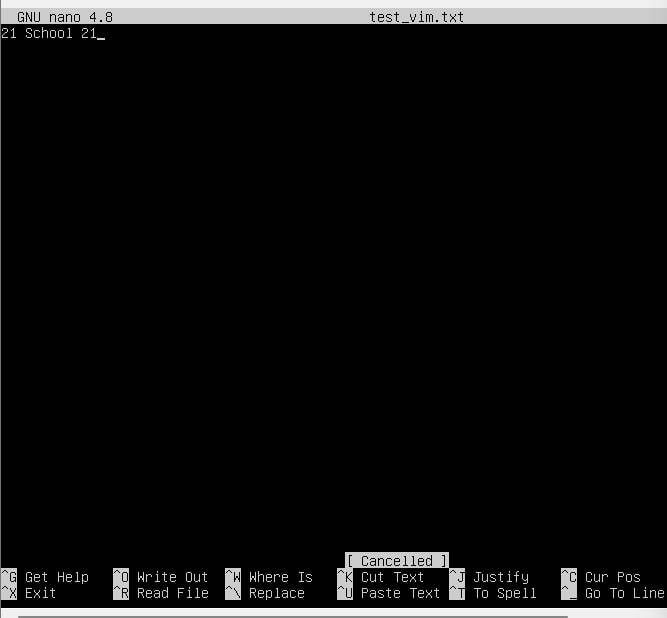 GNU nano 4.8 test_vim.txt
21 School 21_
[ Cancelled ]
^G Get Help ^O Write Out ^W Where Is ^K Cut Text ^J Justify ^C Cur Pos
^X Exit ^R Read File ^\ Replace ^U Paste Text ^T To Spell ^_ Go To Line